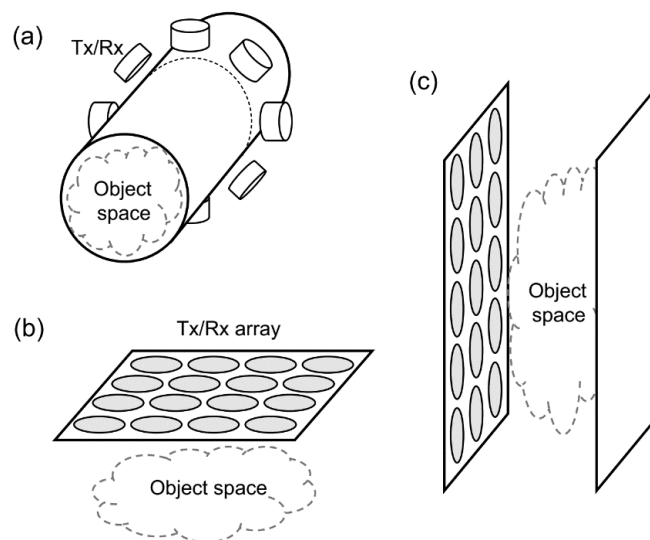 (a)
Tx/Rx
Object
space
(b)
Tx/Rx array
Object space
(c)
Object
space